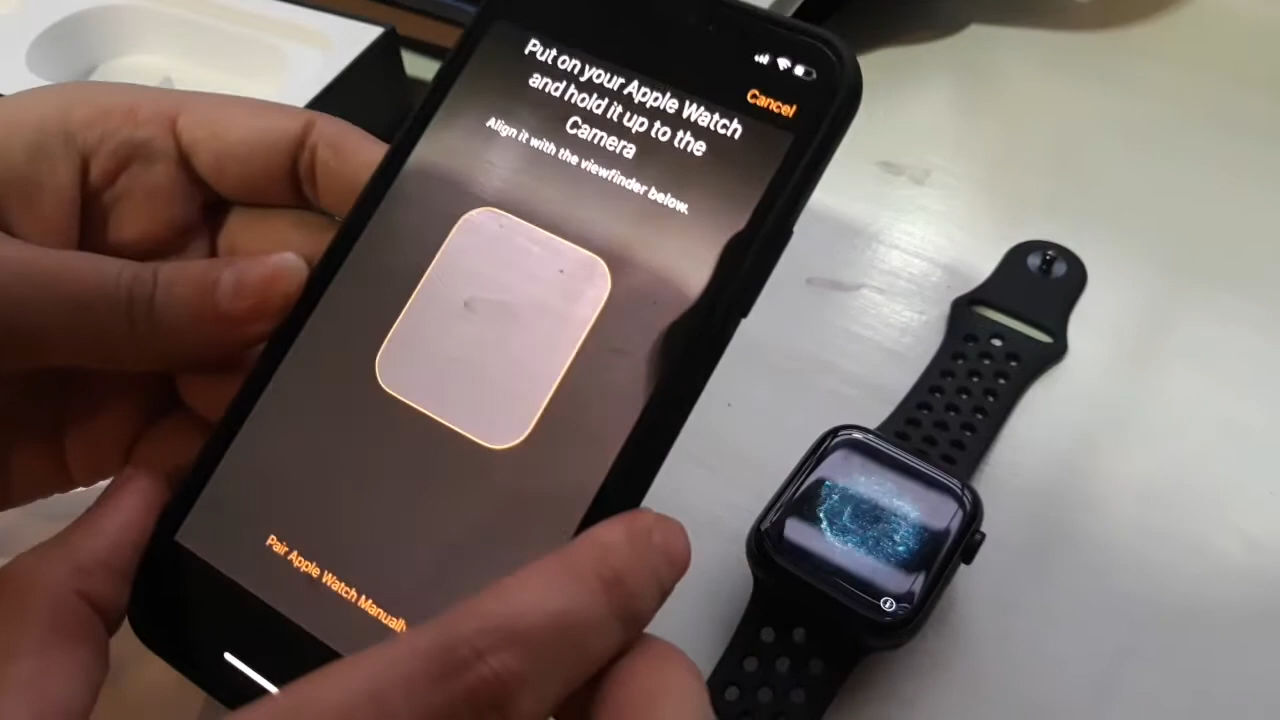 Put on your Apple Watch
and hold it up to the
Camera
Cancel
Align it with the viewfinder below.
Pair Apple Watch Manually